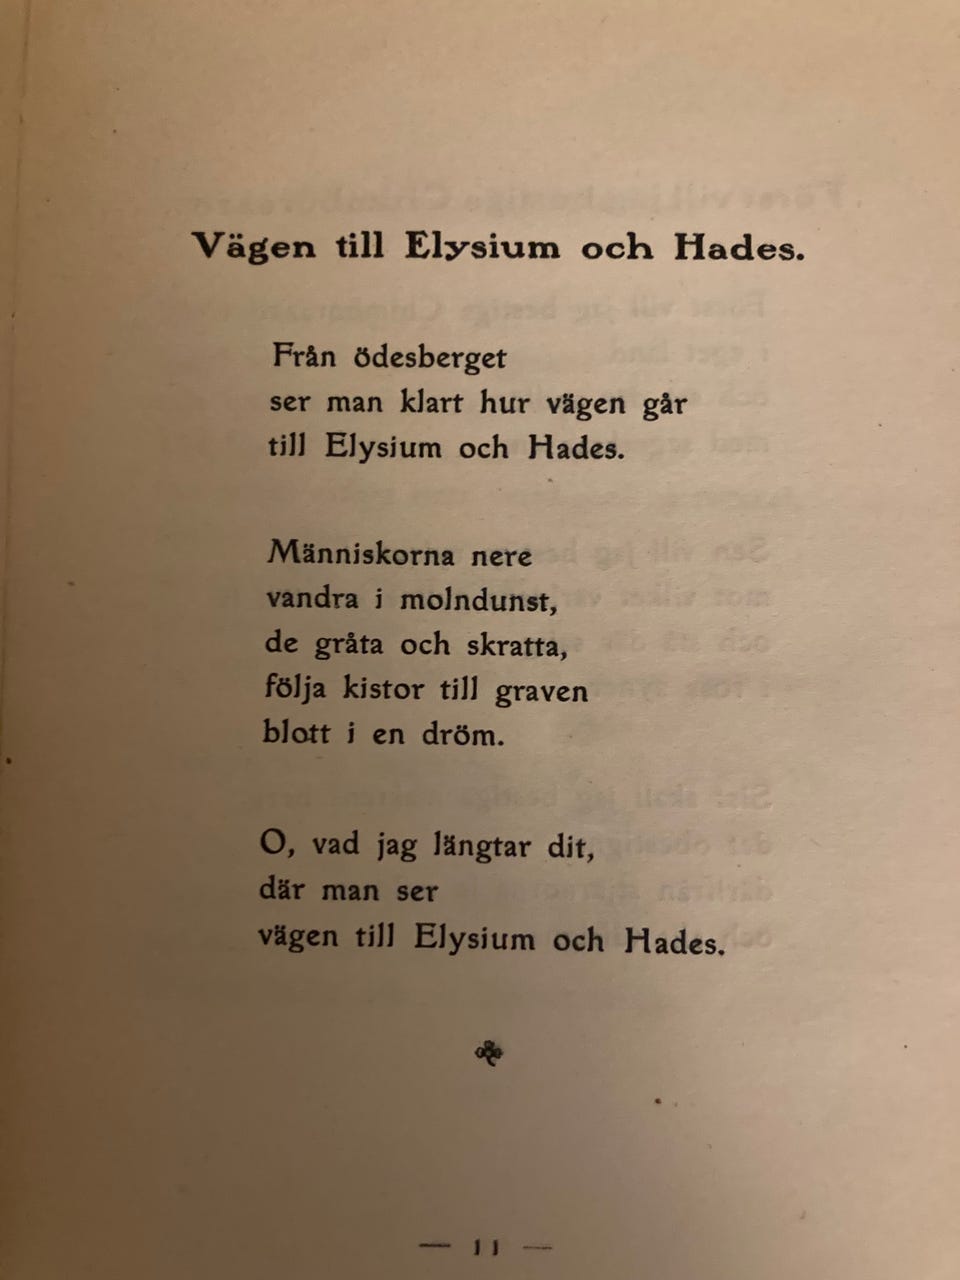 Vägen till Elysium och Hades.
Från ödesberget
ser man klart hur vägen går
till Elysium och Hades.
Människorna nere
vandra i molndunst,
de gråta och skratta,
följa kistor till graven
blott i en dröm.
O, vad jag längtar dit,
där man ser
vägen till Elysium och Hades.
— 11 —